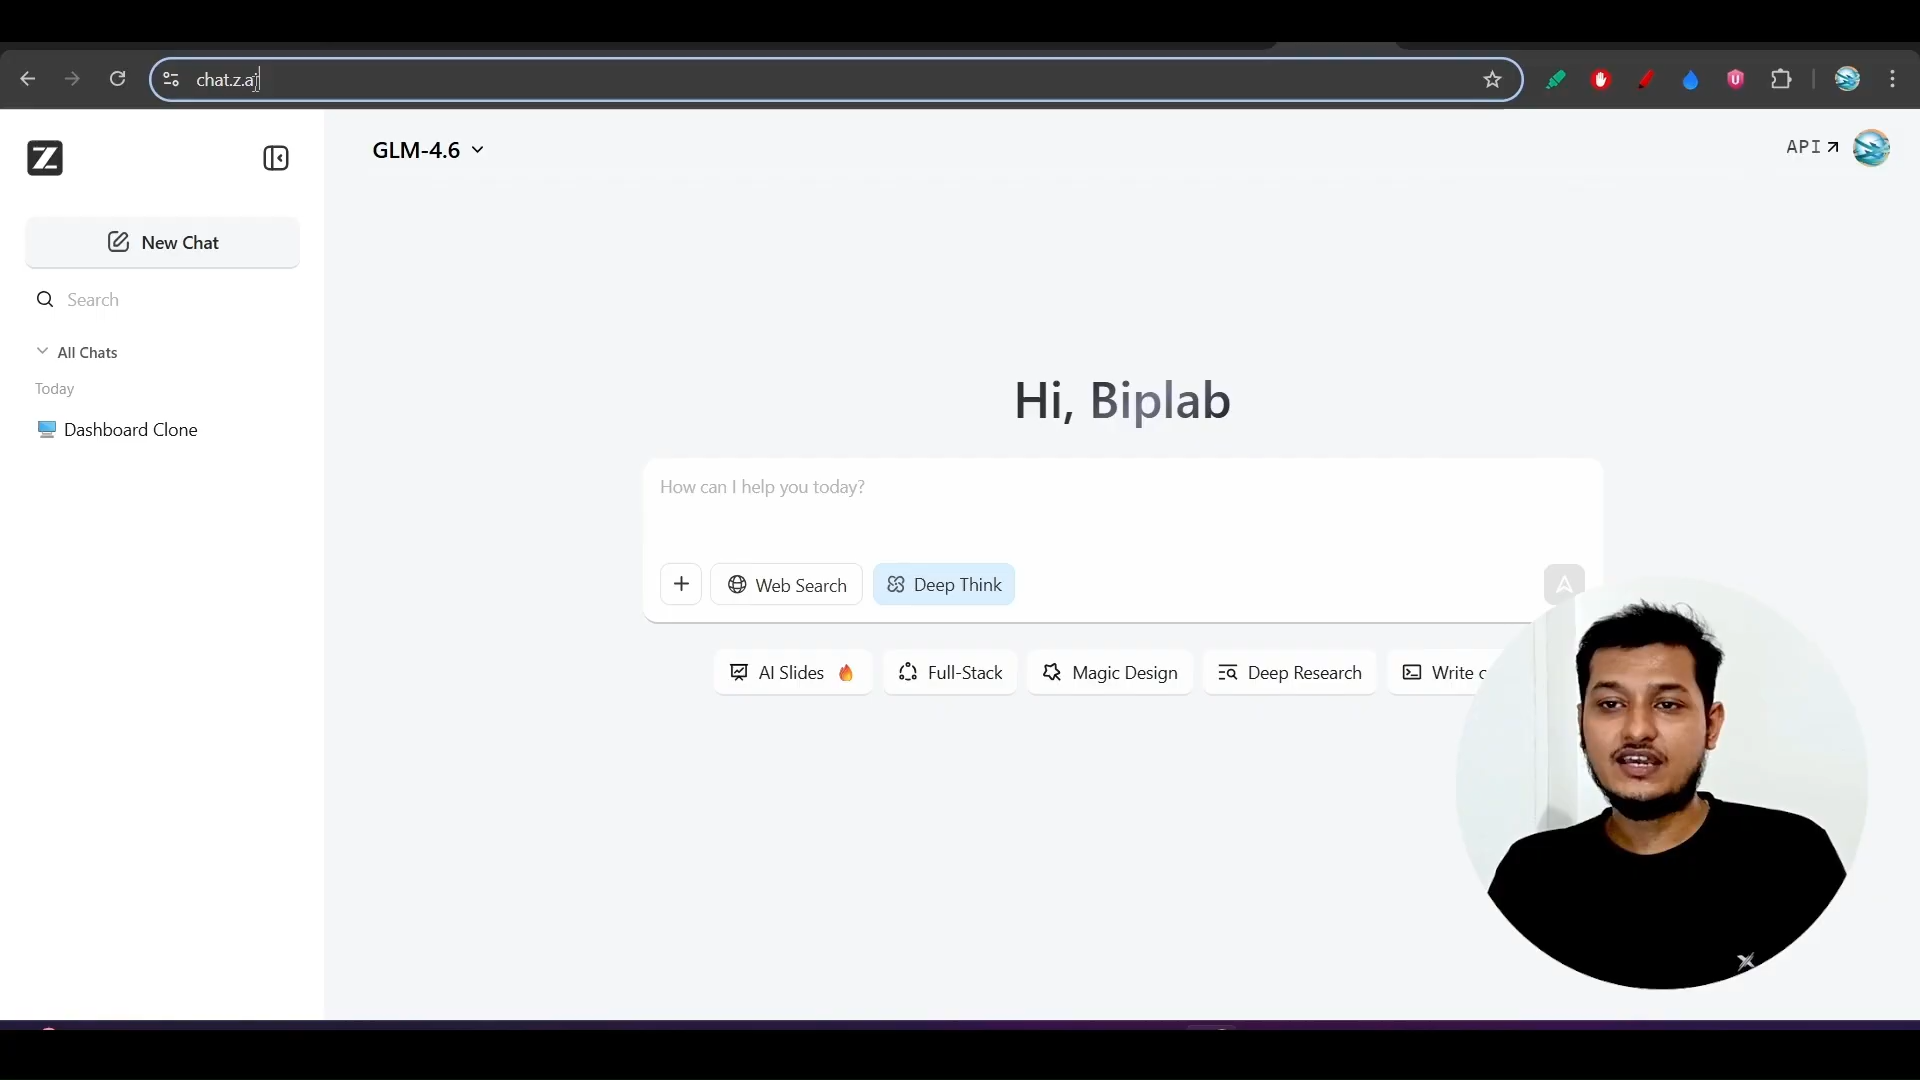 chat.z.ai
GLM-4.6
API
New Chat
Search
All Chats
Today
Dashboard Clone
Hi, Biplab
How can I help you today?
Web Search
Deep Think
AI Slides
Full-Stack
Magic Design
Deep Research
Write